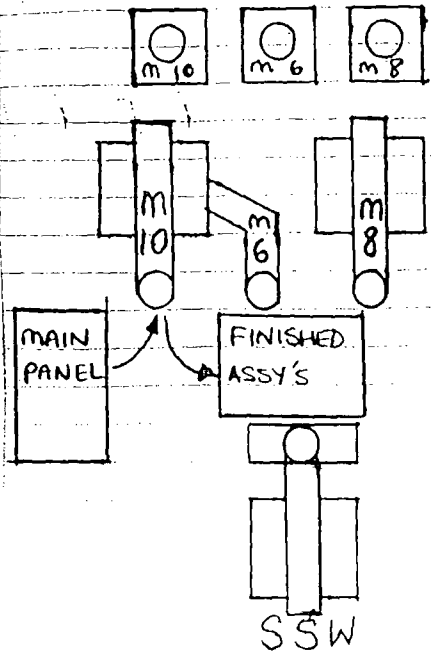 m 10
m 6
m 8
m
10
m
6
m
8
MAIN
PANEL
FINISHED
ASSY'S
SSW